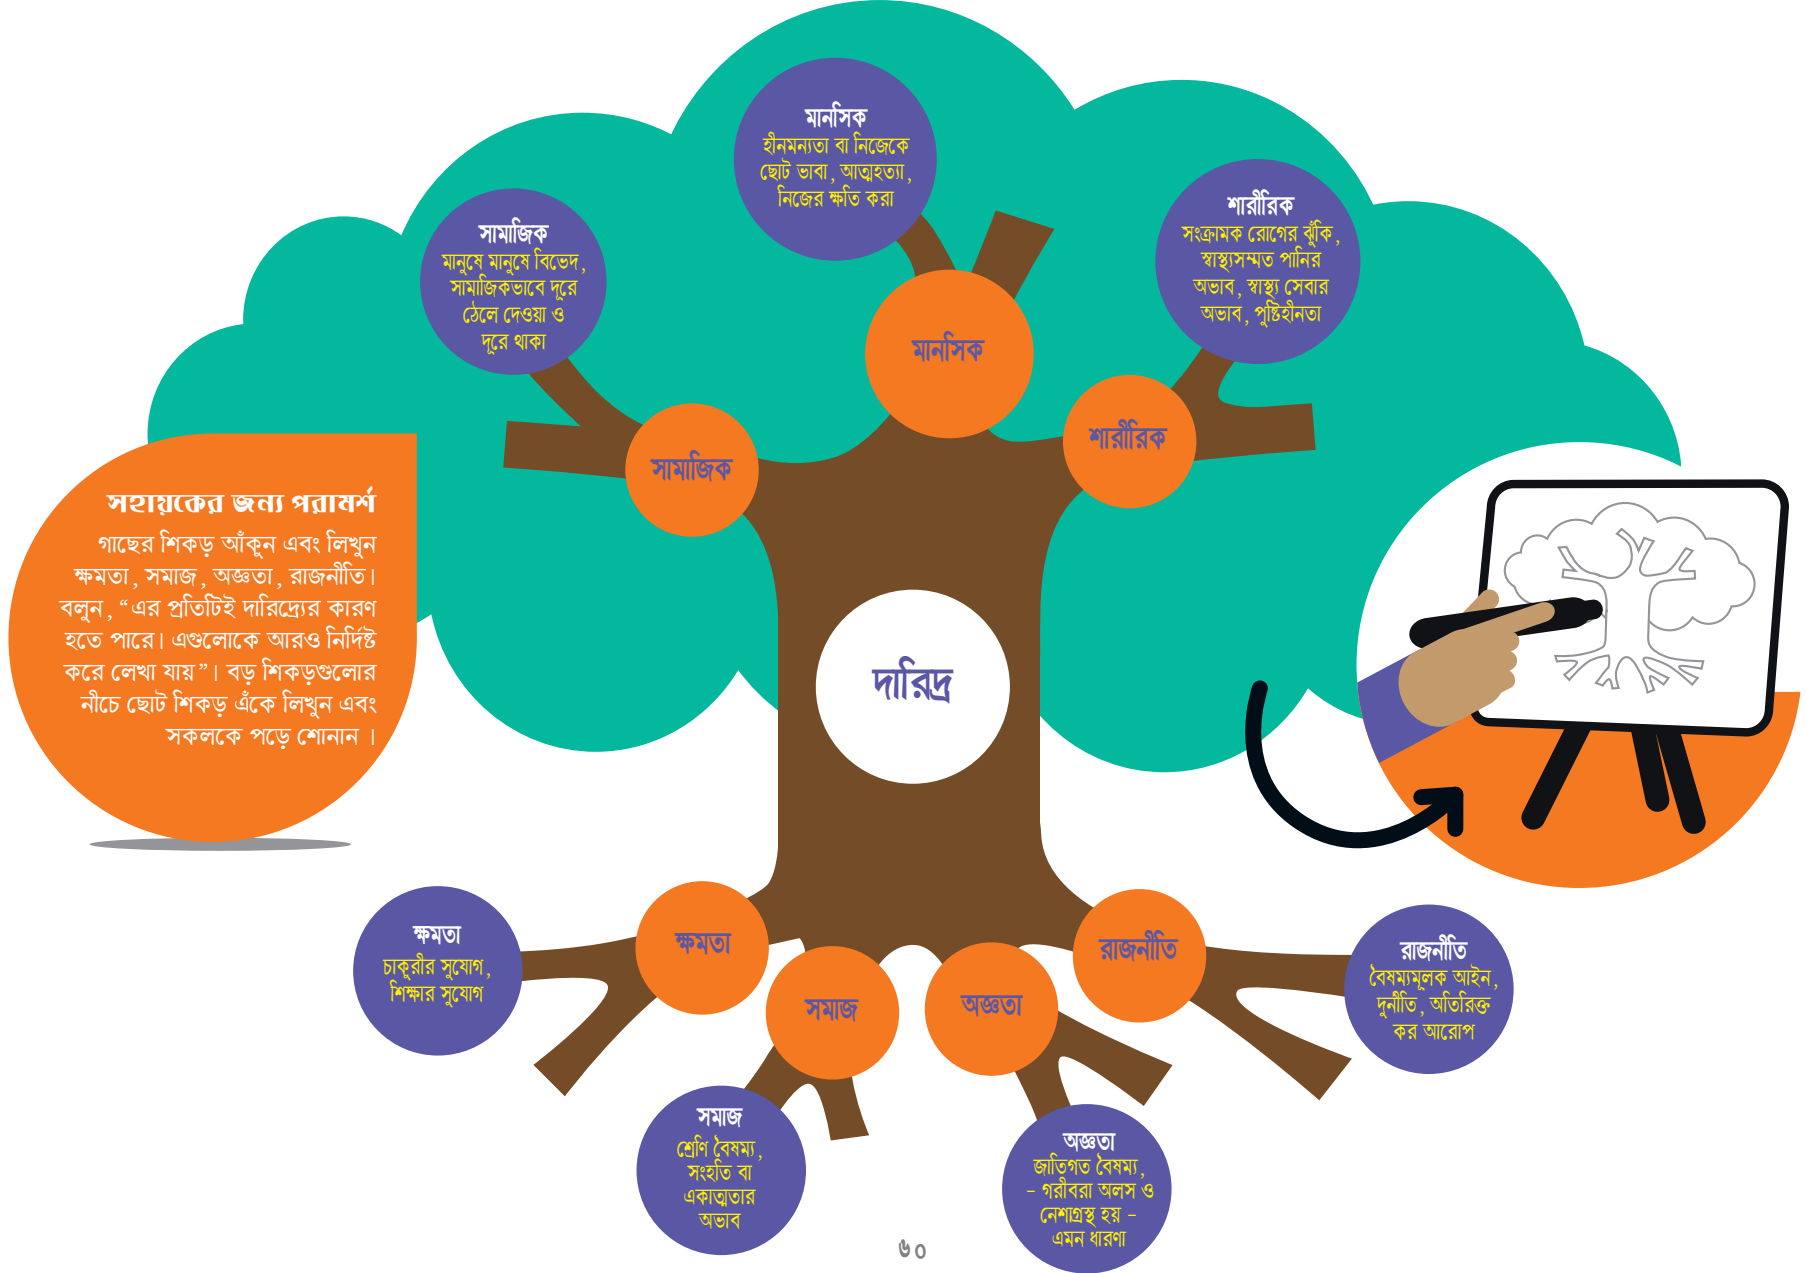 মানসিক
হীনমন্যতা বা নিজেকে
ছোট ভাবা, আত্মহত্যা,
নিজের ক্ষতি করা
শারীরিক
সংক্রামক রোগের ঝুঁকি,
স্বাস্থ্যসম্মত পানির
অভাব, স্বাস্থ্য সেবার
অভাব, পুষ্টিহীনতা
সামাজিক
মানুষে মানুষে বিভেদ,
সামাজিকভাবে দূরে
ঠেলে দেওয়া ও
দূরে থাকা
মানসিক
শারীরিক
সামাজিক
সহায়কের জন্য পরামর্শ
গাছের শিকড় আঁকুন এবং লিখুন
ক্ষমতা, সমাজ, অজ্ঞতা, রাজনীতি।
বলুন, “এর প্রতিটিই দারিদ্র্যের কারণ
হতে পারে। এগুলোকে আরও নির্দিষ্ট
করে লেখা যায়”। বড় শিকড়গুলোর
নীচে ছোট শিকড় এঁকে লিখুন এবং
সকলকে পড়ে শোনান ।
দারিদ্র
ক্ষমতা
সমাজ
অজ্ঞতা
রাজনীতি
ক্ষমতা
চাকুরীর সুযোগ,
শিক্ষার সুযোগ
রাজনীতি
বৈষম্যমূলক আইন,
দুর্নীতি, অতিরিক্ত
কর আরোপ
সমাজ
শ্রেণি বৈষম্য,
সংহতি বা
একাত্মতার
অভাব
অজ্ঞতা
জাতিগত বৈষম্য,
- গরীবরা অলস ও
নেশাগ্রস্থ হয় -
এমন ধারণা
৬০